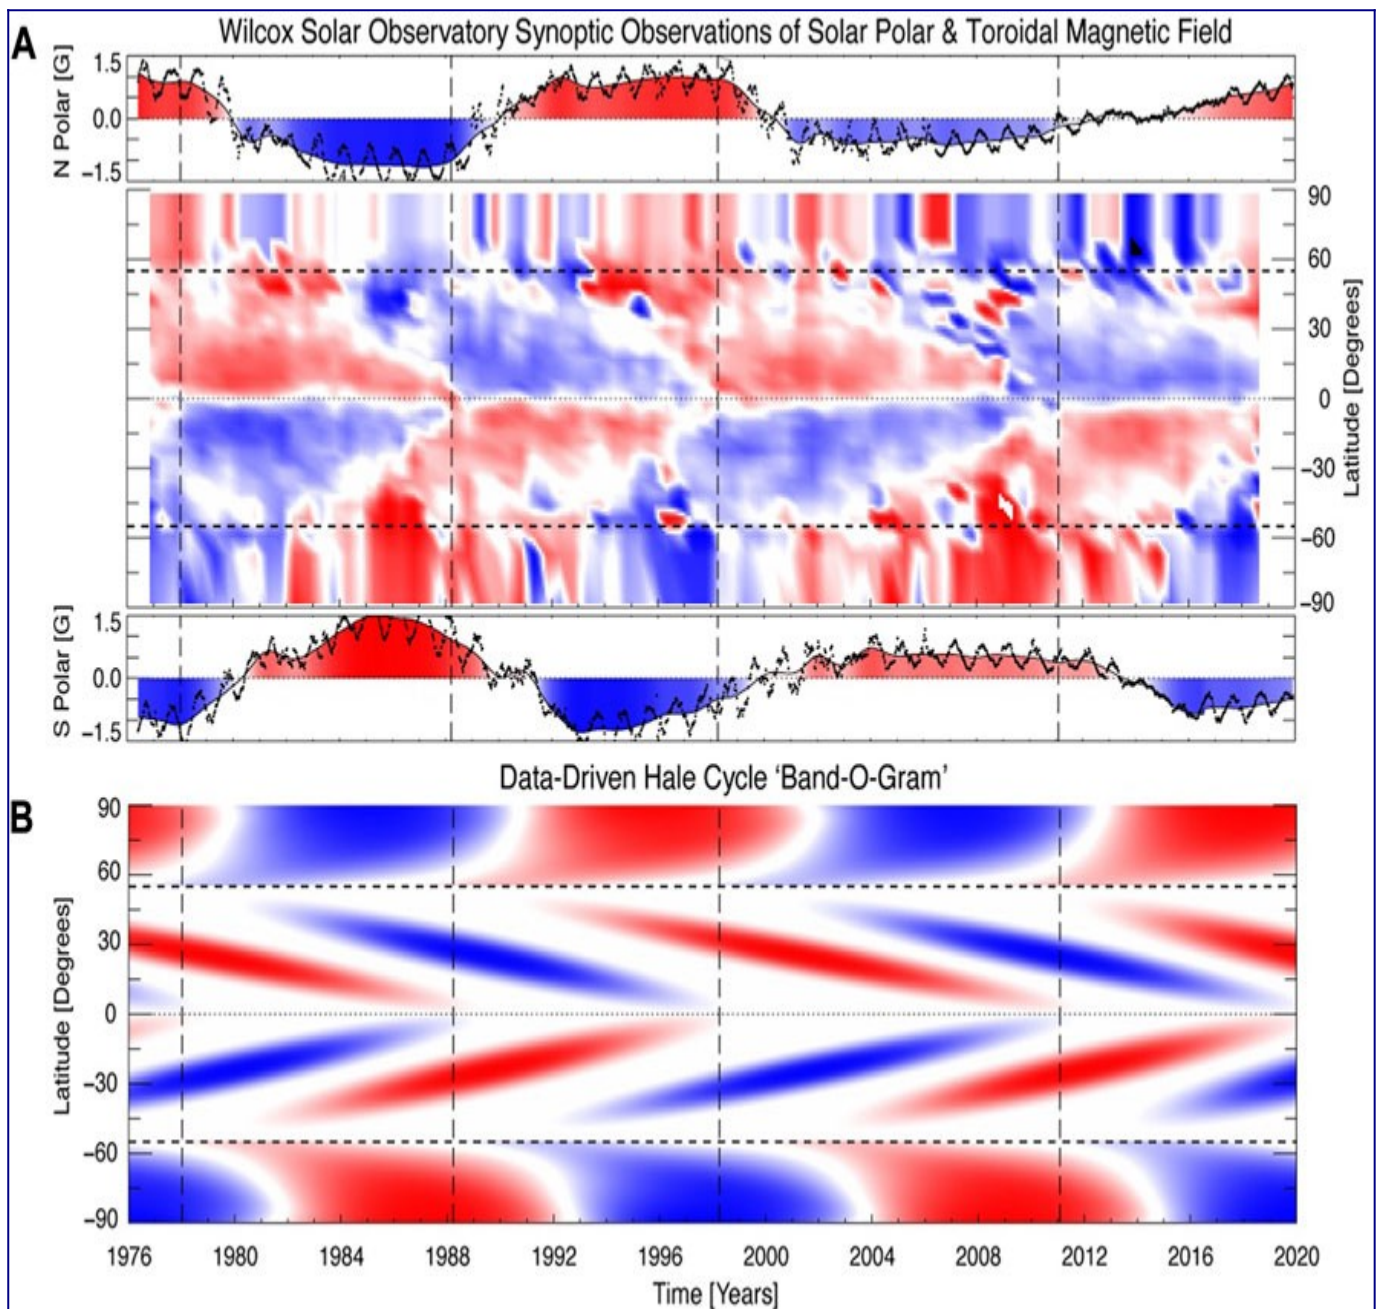 A
Wilcox Solar Observatory Synoptic Observations of Solar Polar & Toroidal Magnetic Field
N Polar [G]
1.5
0.0
−1.5
90
60
30
0
−30
−60
−90
Latitude [Degrees]
S Polar [G]
1.5
0.0
−1.5
B
Data-Driven Hale Cycle ‘Band-O-Gram’
Latitude [Degrees]
90
60
30
0
−30
−60
−90
1976 1980 1984 1988 1992 1996 2000 2004 2008 2012 2016 2020
Time [Years]